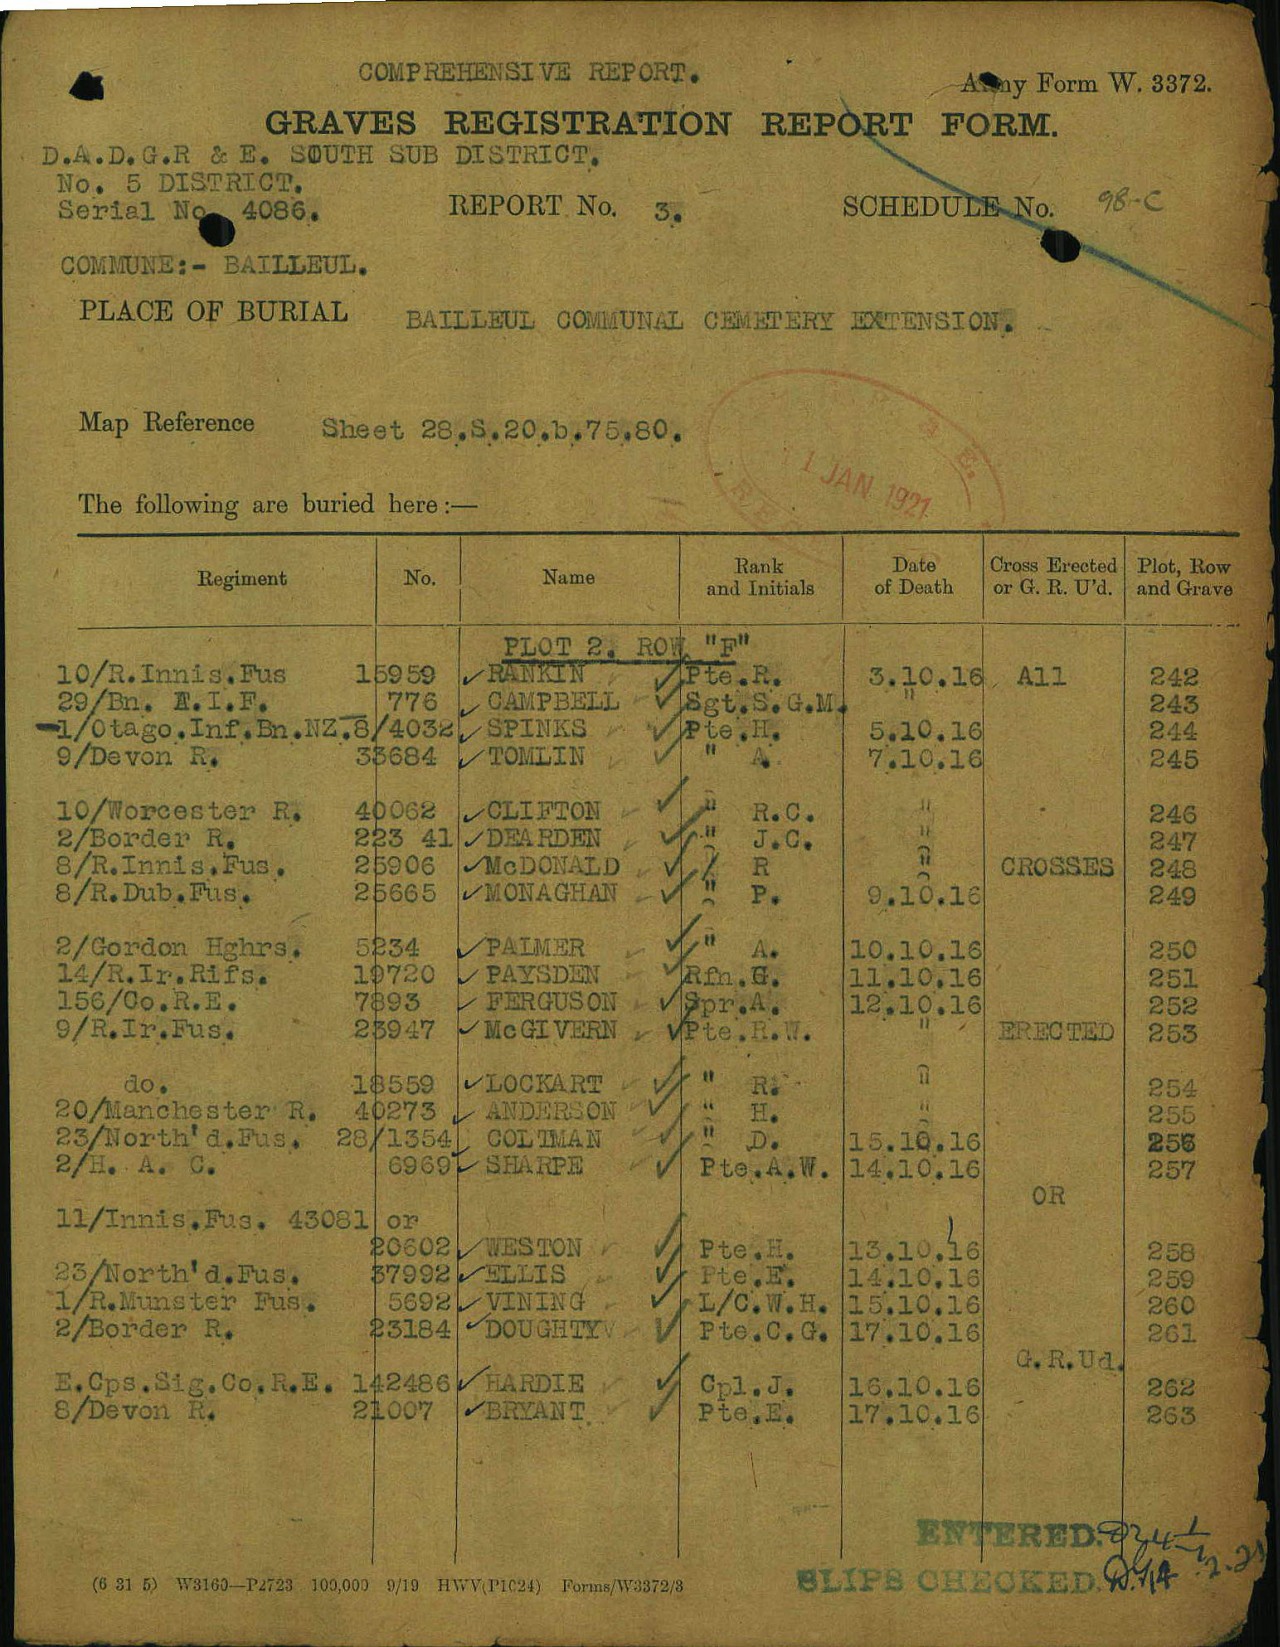 COMPREHENSIVE REPORT.
Army Form W. 3372.
GRAVES REGISTRATION REPORT FORM.
D.A.D.G.R & E. SOUTH SUB DISTRICT.
No. 5 DISTRICT.
Serial No. 4086. REPORT No. 3. SCHEDULE No. 98-C
COMMUNE:- BAILLEUL.
PLACE OF BURIAL BAILLEUL COMMUNAL CEMETERY EXTENSION.
Map Reference Sheet 28.S.20.b.75.80.
1 JAN 1921
The following are buried here :—
Regiment No. Name Rank and Initials Date of Death Cross Erected or G. R. U'd. Plot, Row and Grave
PLOT 2. ROW "F"
10/R.Innis.Fus 15959 RANKIN Pte.R. 3.10.16 All 242
29/Bn. A.I.F. 776 CAMPBELL Sgt.S.G.M. " 243
1/Otago.Inf.Bn.NZ.8/4032 SPINKS Pte.H. 5.10.16 244
9/Devon R. 33684 TOMLIN " A. 7.10.16 245
10/Worcester R. 40062 CLIFTON " R.C. " 246
2/Border R. 223 41 DEARDEN " J.C. " 247
8/R.Innis.Fus. 25906 McDONALD " R " CROSSES 248
8/R.Dub.Fus. 25665 MONAGHAN " P. 9.10.16 249
2/Gordon Hghrs. 5234 PALMER " A. 10.10.16 250
14/R.Ir.Rifs. 19720 PAYSDEN Rfn.G. 11.10.16 251
156/Co.R.E. 7893 FERGUSON Spr.A. 12.10.16 252
9/R.Ir.Fus. 23947 McGIVERN Pte.R.W. " ERECTED 253
do. 18559 LOCKART " R. " 254
20/Manchester R. 40273 ANDERSON " H. " 255
23/North'd.Fus. 28/1354 COLTMAN " D. 15.10.16 256
2/H. A. C. 6969 SHARPE Pte.A.W. 14.10.16 257
OR
11/Innis.Fus. 43081 or
20602 WESTON Pte.H. 13.10.16 258
23/North'd.Fus. 37992 ELLIS Pte.E. 14.10.16 259
1/R.Munster Fus. 5692 VINING L/C.W.H. 15.10.16 260
2/Border R. 23184 DOUGHTY Pte.C.G. 17.10.16 261
G.R.Ud.
E.Cps.Sig.Co.R.E. 142486 HARDIE Cpl.J. 16.10.16 262
8/Devon R. 21007 BRYANT Pte.E. 17.10.16 263
ENTERED.
SLIPS CHECKED.
(6 31 5) W3160—P2723 100,000 9/19 HWV(P1624) Forms/W3372/3